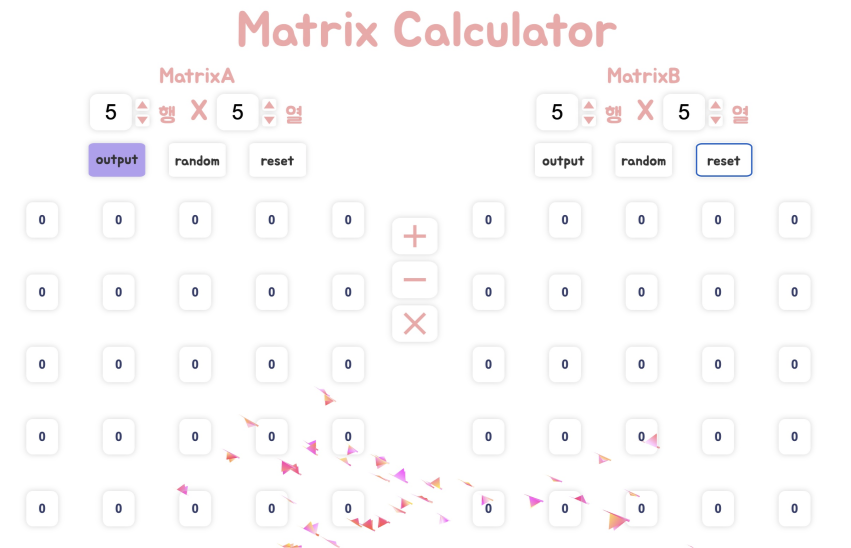 Matrix Calculator
MatrixA MatrixB
5 행 X 5 열 5 행 X 5 열
output random reset output random reset
0 0 0 0 0 0 0 0 0 0
+
0 0 0 0 0 − 0 0 0 0 0
×
0 0 0 0 0 0 0 0 0 0
0 0 0 0 0 0 0 0 0 0
0 0 0 0 0 0 0 0 0 0